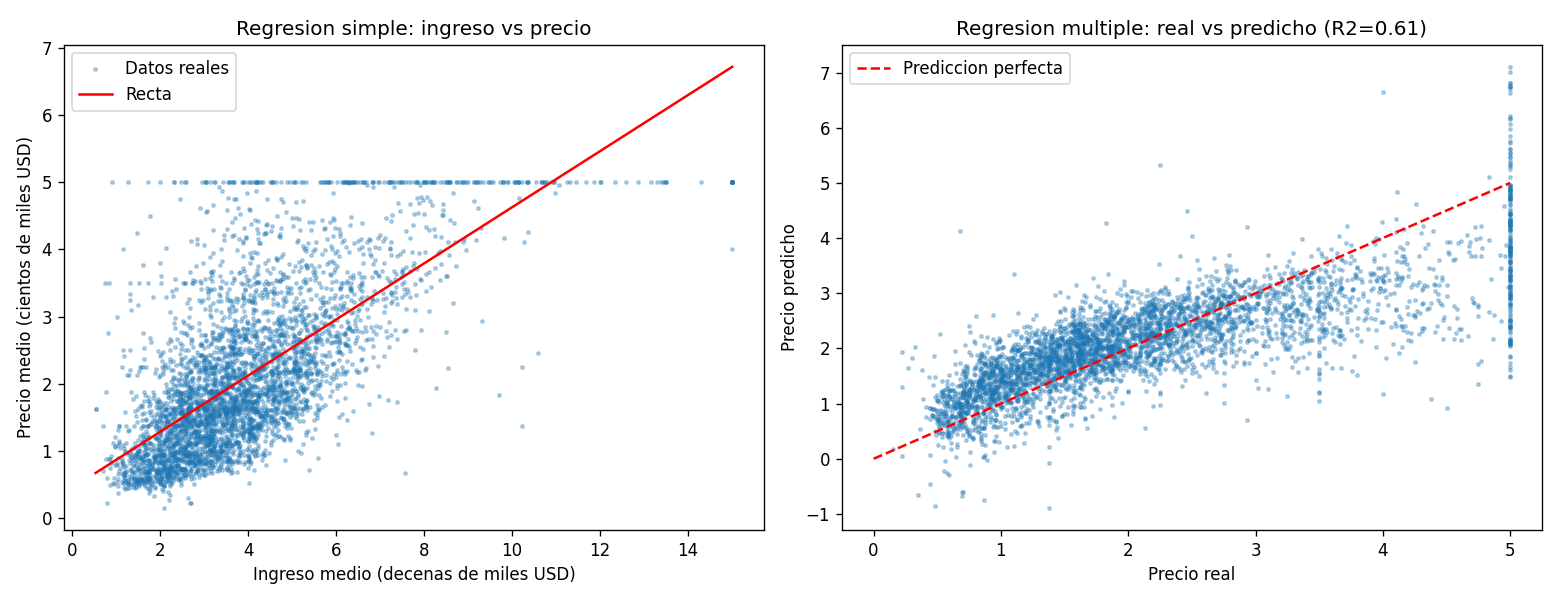 Regresion simple: ingreso vs precio
Datos reales
Recta
Precio medio (cientos de miles USD)
7
6
5
4
3
2
1
0
0 2 4 6 8 10 12 14
Ingreso medio (decenas de miles USD)
Regresion multiple: real vs predicho (R2=0.61)
Prediccion perfecta
Precio predicho
7
6
5
4
3
2
1
0
−1
0 1 2 3 4 5
Precio real